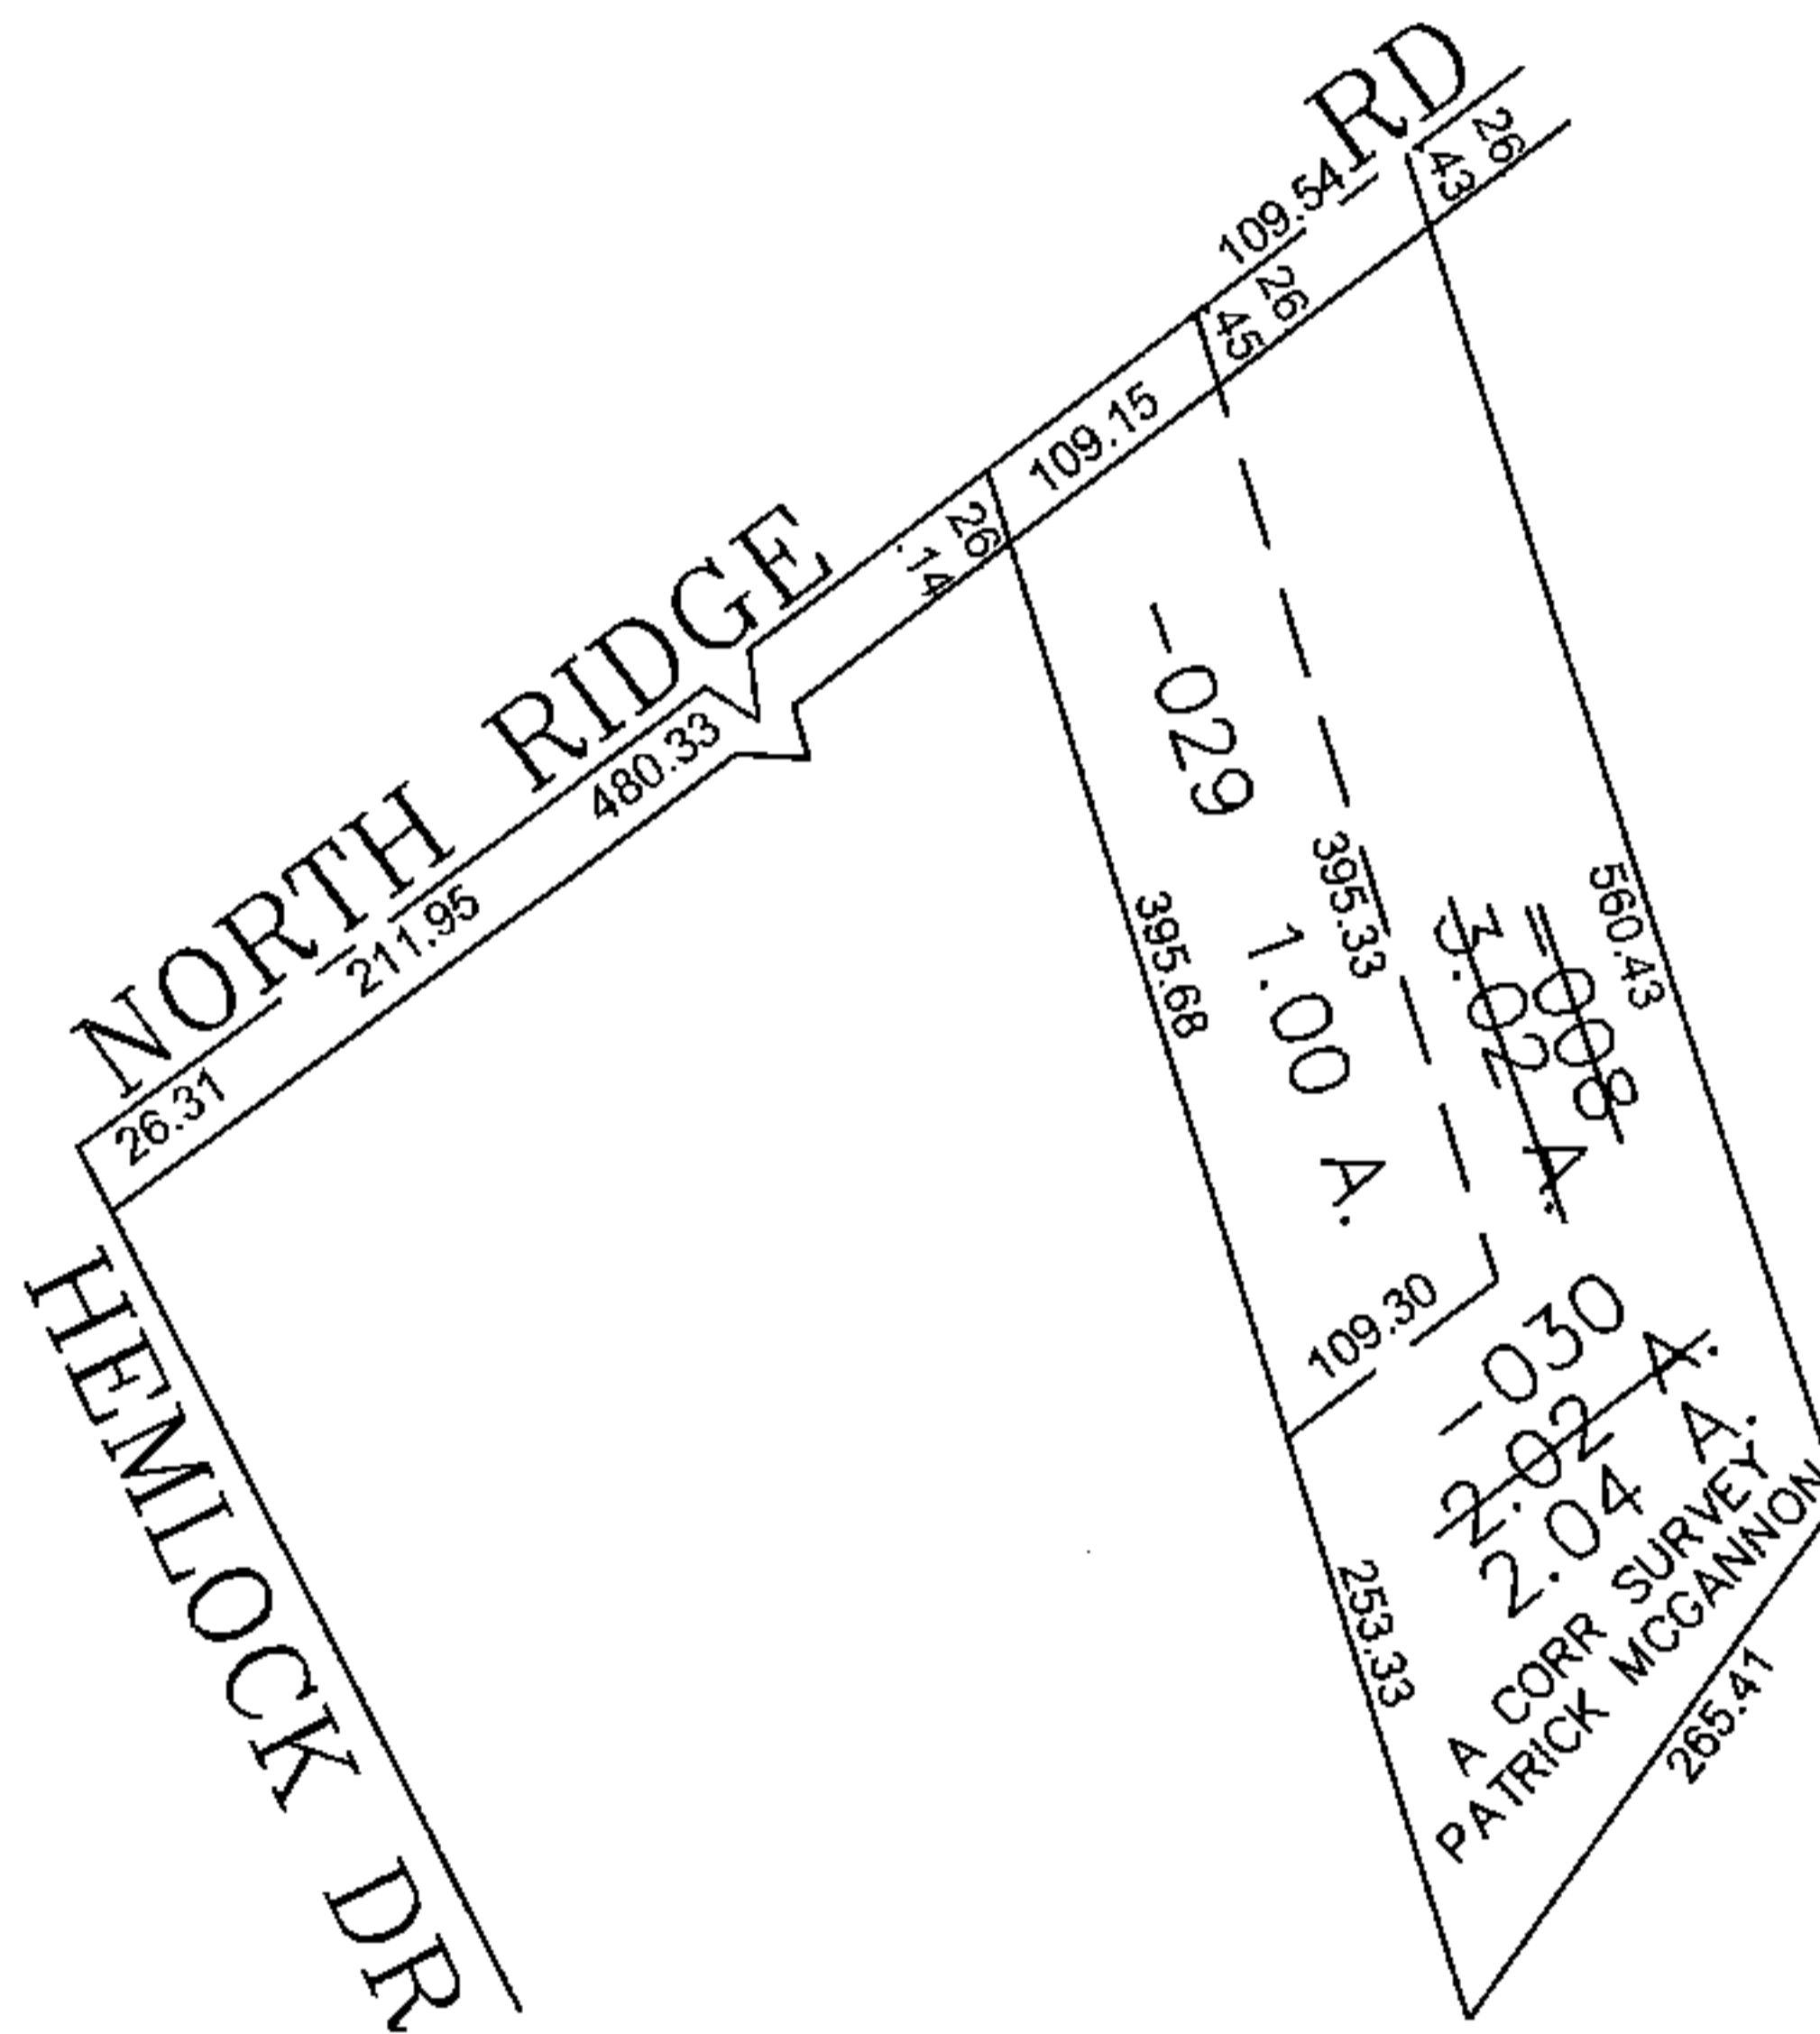 NORTH RIDGE RD
109.54
26
.43
26
.45
109.15
26
.14
480.33
211.95
26.31
HEMILOCK DR
-029
1.00 A.
395.68
395.33
560.43
-008
3.02 A.
109.30
-030
2.02 A.
2.04 A.
A CORR SURVEY
PATRICK MCGANNON
253.33
265.41